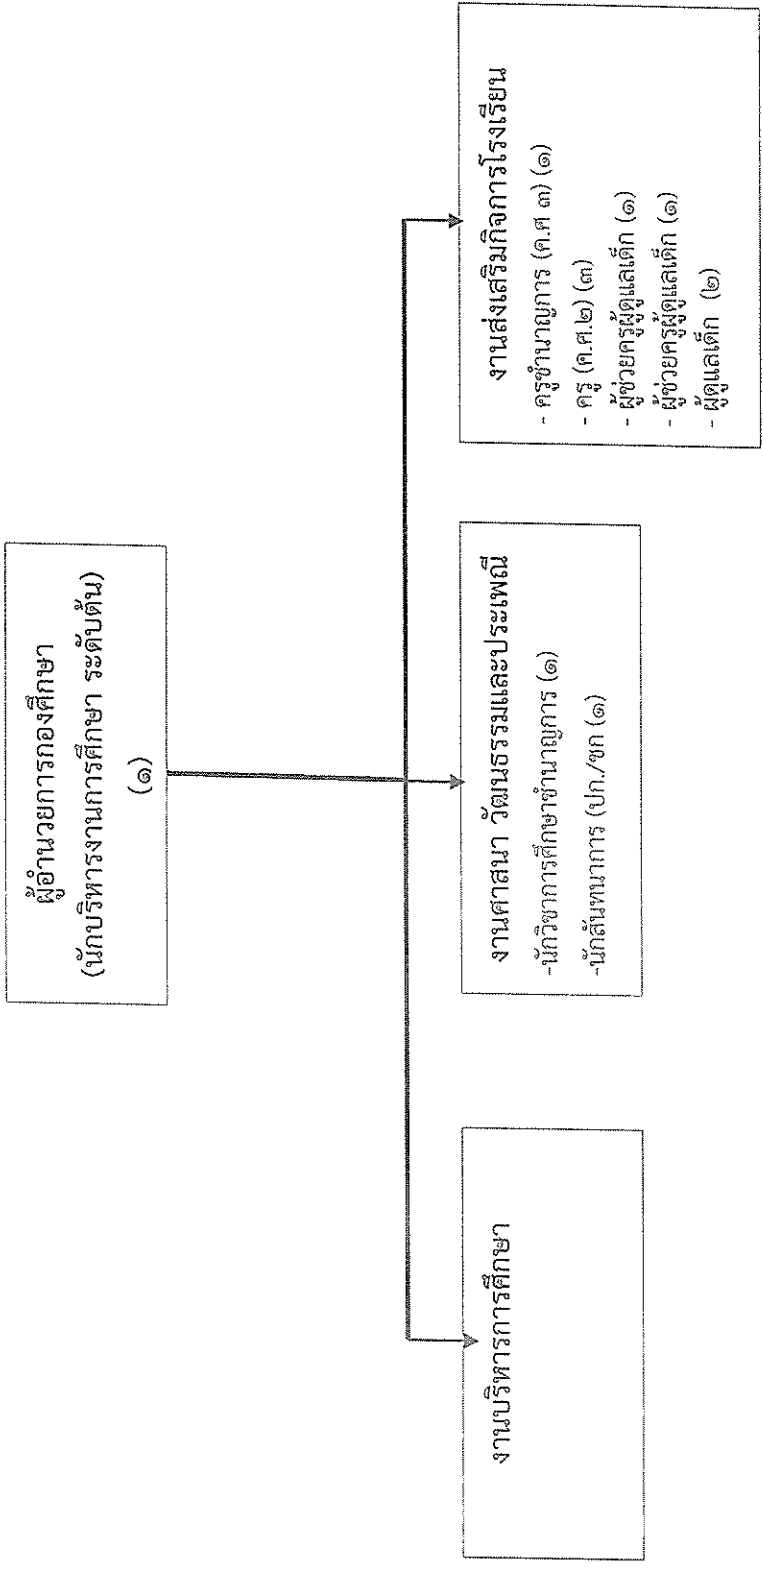 ผู้อำนวยการกองศึกษา
(นักบริหารงานการศึกษา ระดับต้น)
(๑)
งานบริหารการศึกษา
งานศาสนา วัฒนธรรมและประเพณี
-นักวิชาการศึกษาชำนาญการ (๑)
-นักสันทนาการ (ปก./ชก (๑)
งานส่งเสริมกิจการโรงเรียน
- ครูชำนาญการ (ค.ศ ๓) (๑)
- ครู (ค.ศ.๒) (๓)
- ผู้ช่วยครูผู้ดูแลเด็ก (๑)
- ผู้ช่วยครูผู้ดูแลเด็ก (๑)
- ผู้ดูแลเด็ก (๒)